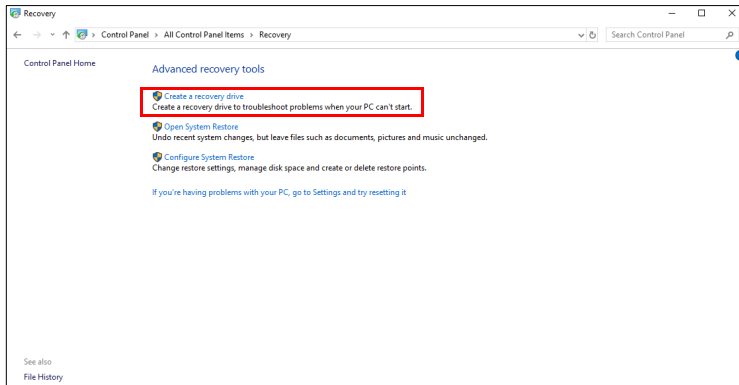 Recovery
Control Panel > All Control Panel Items > Recovery
Search Control Panel
Control Panel Home
Advanced recovery tools
Create a recovery drive
Create a recovery drive to troubleshoot problems when your PC can't start.
Open System Restore
Undo recent system changes, but leave files such as documents, pictures and music unchanged.
Configure System Restore
Change restore settings, manage disk space and create or delete restore points.
If you're having problems with your PC, go to Settings and try resetting it
See also
File History